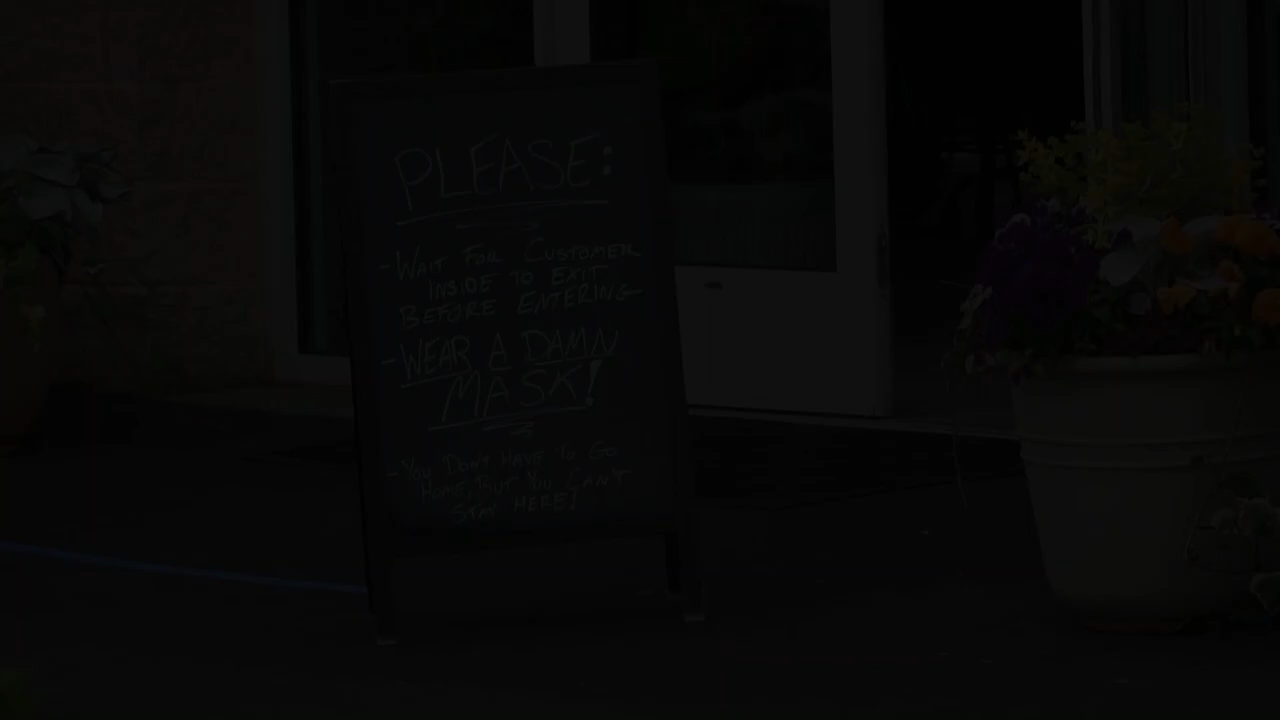 PLEASE:
- WAIT FOR CUSTOMER
INSIDE TO EXIT
BEFORE ENTERING
- WEAR A DAMN
MASK!
- YOU DON'T HAVE TO GO
HOME, BUT YOU CAN'T
STAY HERE!